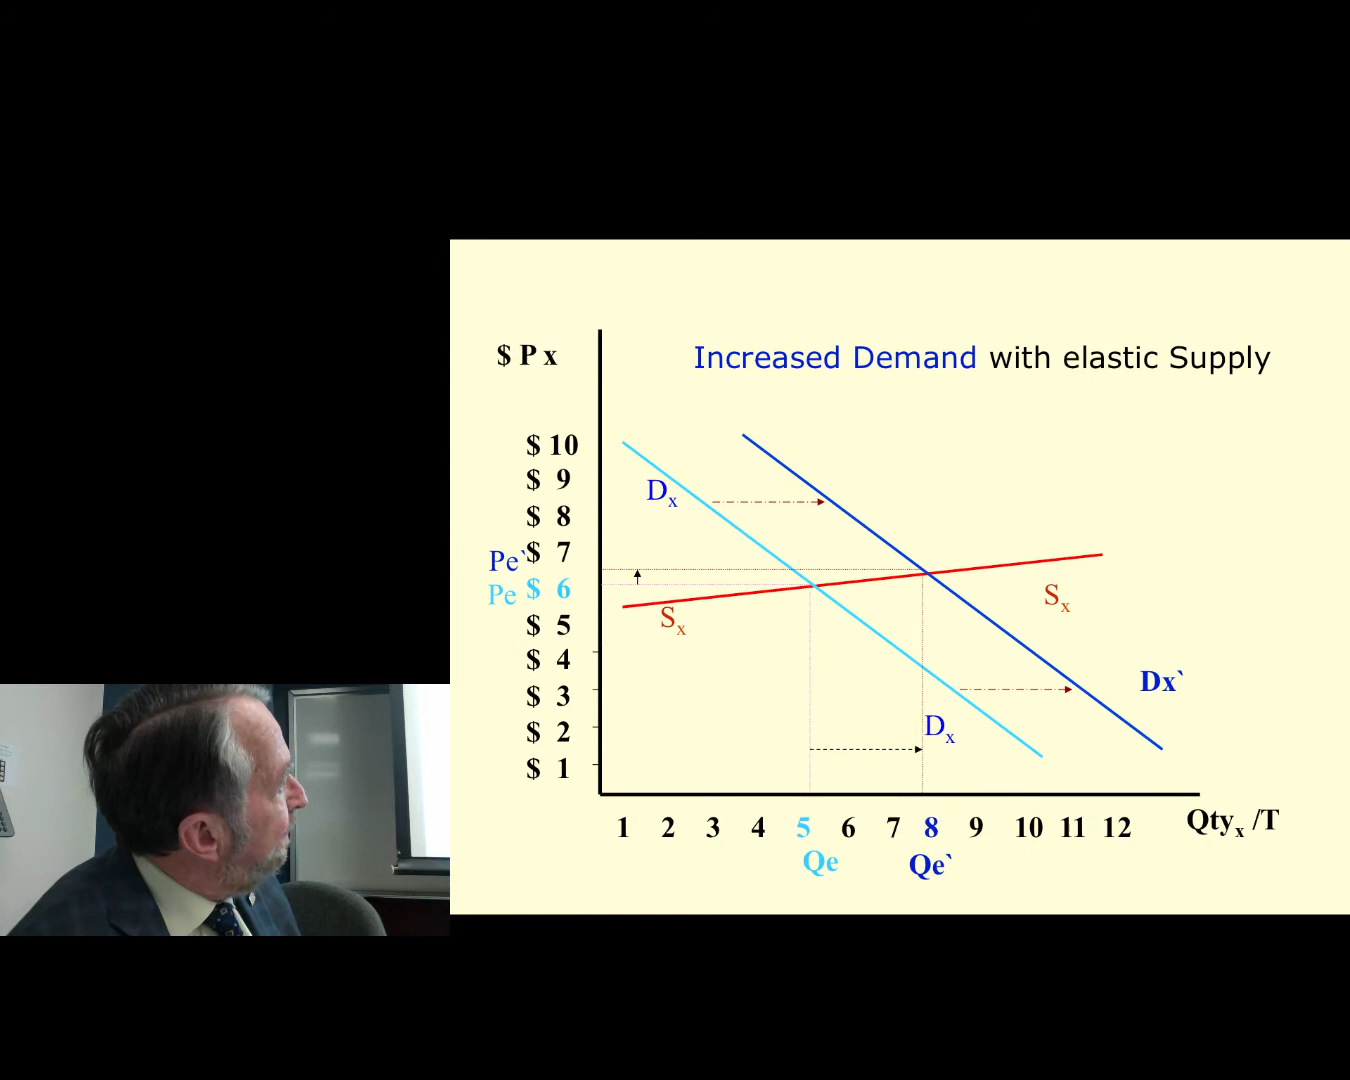 $ P x
Increased Demand with elastic Supply
$ 10
$ 9
Dx
$ 8
Pe` $ 7
Pe $ 6
Sx
Sx
$ 5
$ 4
$ 3
Dx`
$ 2
Dx
$ 1
1 2 3 4 5 6 7 8 9 10 11 12
Qtyx /T
Qe
Qe`